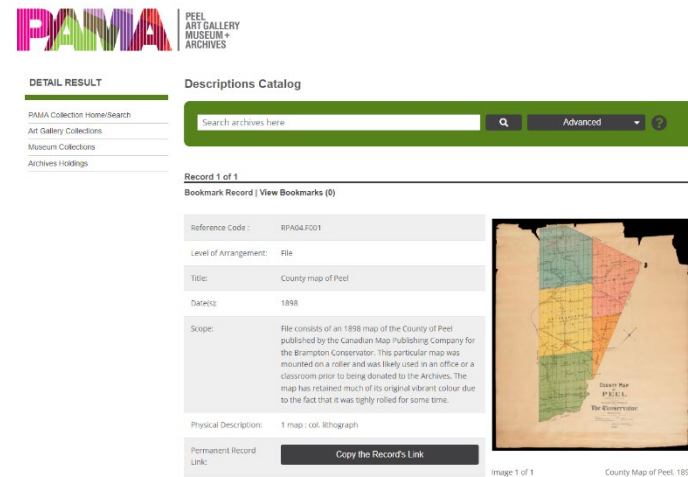 PAMA
PEEL
ART GALLERY
MUSEUM +
ARCHIVES
DETAIL RESULT
PAMA Collection Home/Search
Art Gallery Collections
Museum Collections
Archives Holdings
Descriptions Catalog
Search archives here
Advanced
?
Record 1 of 1
Bookmark Record | View Bookmarks (0)
Reference Code : RPA04.F001
Level of Arrangement: File
Title: County map of Peel
Date(s): 1898
Scope: File consists of an 1898 map of the County of Peel
published by the Canadian Map Publishing Company for
the Brampton Conservator. This particular map was
mounted on a roller and was likely used in an office or a
classroom prior to being donated to the Archives. The
map has retained much of its original vibrant colour due
to the fact that it was tighly rolled for some time.
Physical Description: 1 map : col. lithograph
Permanent Record
Link:
Copy the Record's Link
County Map
PEEL
The Conservator
Image 1 of 1
County Map of Peel, 189